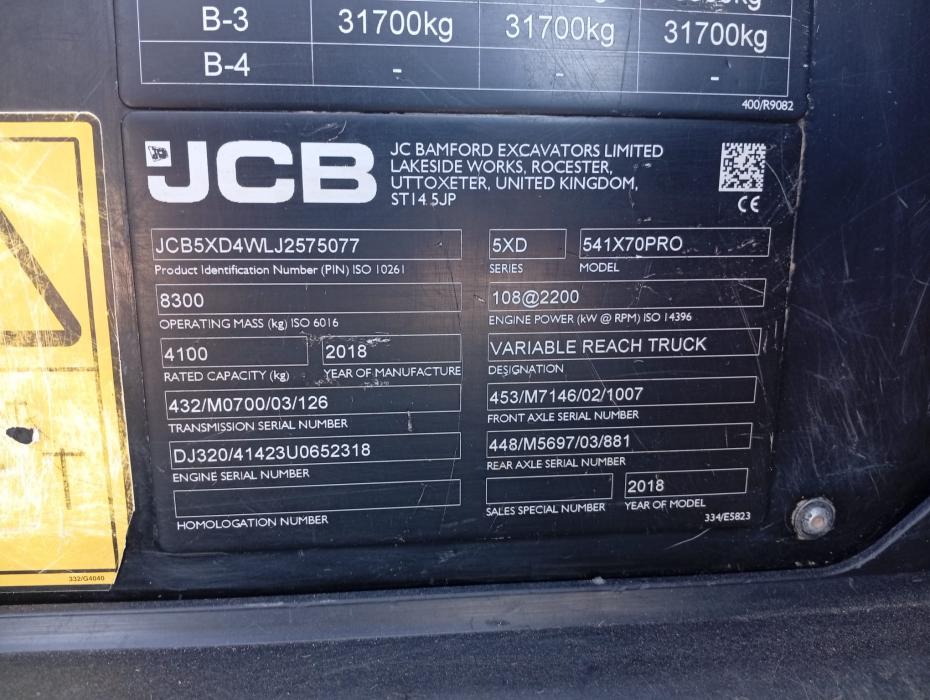 B-3 31700kg 31700kg 31700kg
B-4 - - -
400/R9082
JCB
JC BAMFORD EXCAVATORS LIMITED
LAKESIDE WORKS, ROCESTER,
UTTOXETER, UNITED KINGDOM,
ST14 5JP
CE
JCB5XD4WLJ2575077 5XD 541X70PRO
Product Identification Number (PIN) ISO 10261 SERIES MODEL
8300 108@2200
OPERATING MASS (kg) ISO 6016 ENGINE POWER (kW @ RPM) ISO 14396
4100 2018 VARIABLE REACH TRUCK
RATED CAPACITY (kg) YEAR OF MANUFACTURE DESIGNATION
432/M0700/03/126 453/M7146/02/1007
TRANSMISSION SERIAL NUMBER FRONT AXLE SERIAL NUMBER
DJ320/41423U0652318 448/M5697/03/881
ENGINE SERIAL NUMBER REAR AXLE SERIAL NUMBER
2018
HOMOLOGATION NUMBER SALES SPECIAL NUMBER YEAR OF MODEL
334/E5823
332/G4040